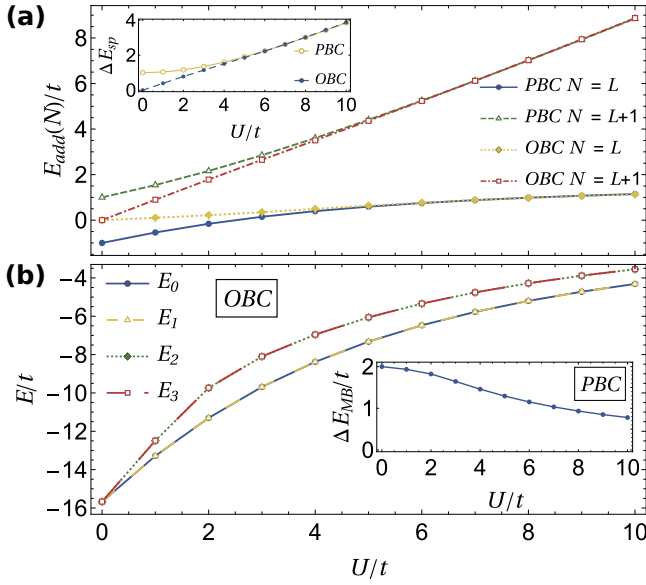 (a)
E_add(N)/t
8
6
4
2
0
ΔE_sp
4
2
0
0 2 4 6 8 10
U/t
PBC
OBC
PBC N = L
PBC N = L+1
OBC N = L
OBC N = L+1
(b)
E/t
−4
−6
−8
−10
−12
−14
−16
E_0
E_1
E_2
E_3
OBC
ΔE_MB/t
2
1
0
0 2 4 6 8 10
U/t
PBC
0 2 4 6 8 10
U/t